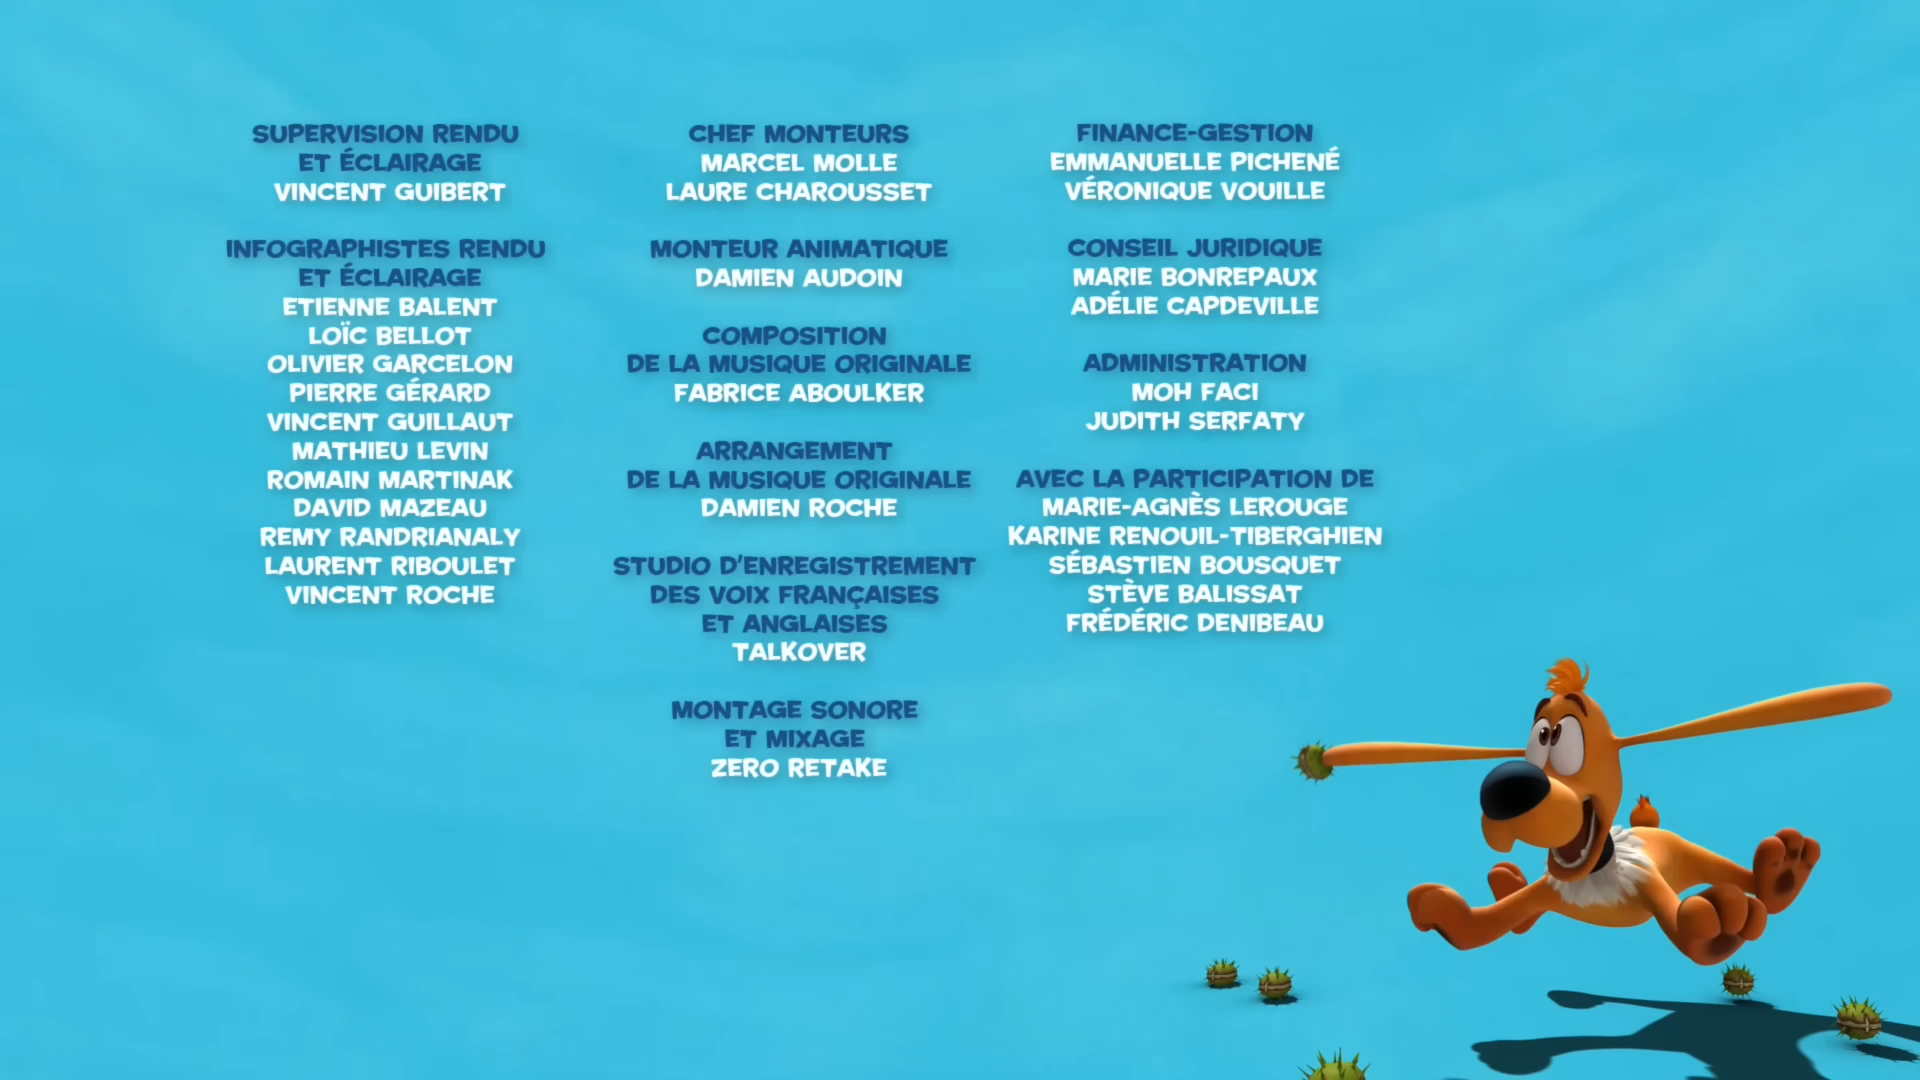 SUPERVISION RENDU
ET ÉCLAIRAGE
VINCENT GUIBERT
INFOGRAPHISTES RENDU
ET ÉCLAIRAGE
ETIENNE BALENT
LOÏC BELLOT
OLIVIER GARCELON
PIERRE GÉRARD
VINCENT GUILLAUT
MATHIEU LEVIN
ROMAIN MARTINAK
DAVID MAZEAU
REMY RANDRIANALY
LAURENT RIBOULET
VINCENT ROCHE
CHEF MONTEURS
MARCEL MOLLE
LAURE CHAROUSSET
MONTEUR ANIMATIQUE
DAMIEN AUDOIN
COMPOSITION
DE LA MUSIQUE ORIGINALE
FABRICE ABOULKER
ARRANGEMENT
DE LA MUSIQUE ORIGINALE
DAMIEN ROCHE
STUDIO D'ENREGISTREMENT
DES VOIX FRANÇAISES
ET ANGLAISES
TALKOVER
MONTAGE SONORE
ET MIXAGE
ZERO RETAKE
FINANCE-GESTION
EMMANUELLE PICHENÉ
VÉRONIQUE VOUILLE
CONSEIL JURIDIQUE
MARIE BONREPAUX
ADÉLIE CAPDEVILLE
ADMINISTRATION
MOH FACI
JUDITH SERFATY
AVEC LA PARTICIPATION DE
MARIE-AGNÈS LEROUGE
KARINE RENOUIL-TIBERGHIEN
SÉBASTIEN BOUSQUET
STÈVE BALISSAT
FRÉDÉRIC DENIBEAU